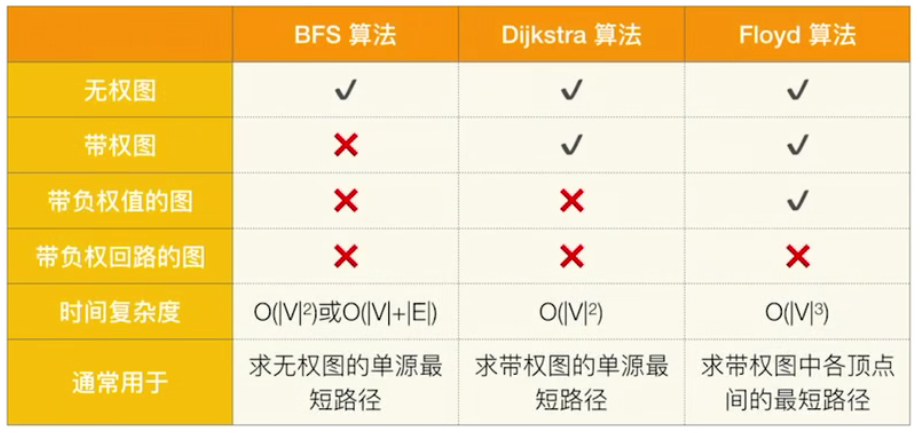 BFS 算法 Dijkstra 算法 Floyd 算法
无权图 ✓ ✓ ✓
带权图 ✗ ✓ ✓
带负权值的图 ✗ ✗ ✓
带负权回路的图 ✗ ✗ ✗
时间复杂度 O(|V|²)或O(|V|+|E|) O(|V|²) O(|V|³)
通常用于 求无权图的单源最 求带权图的单源最 求带权图中各顶点
短路径 短路径 间的最短路径